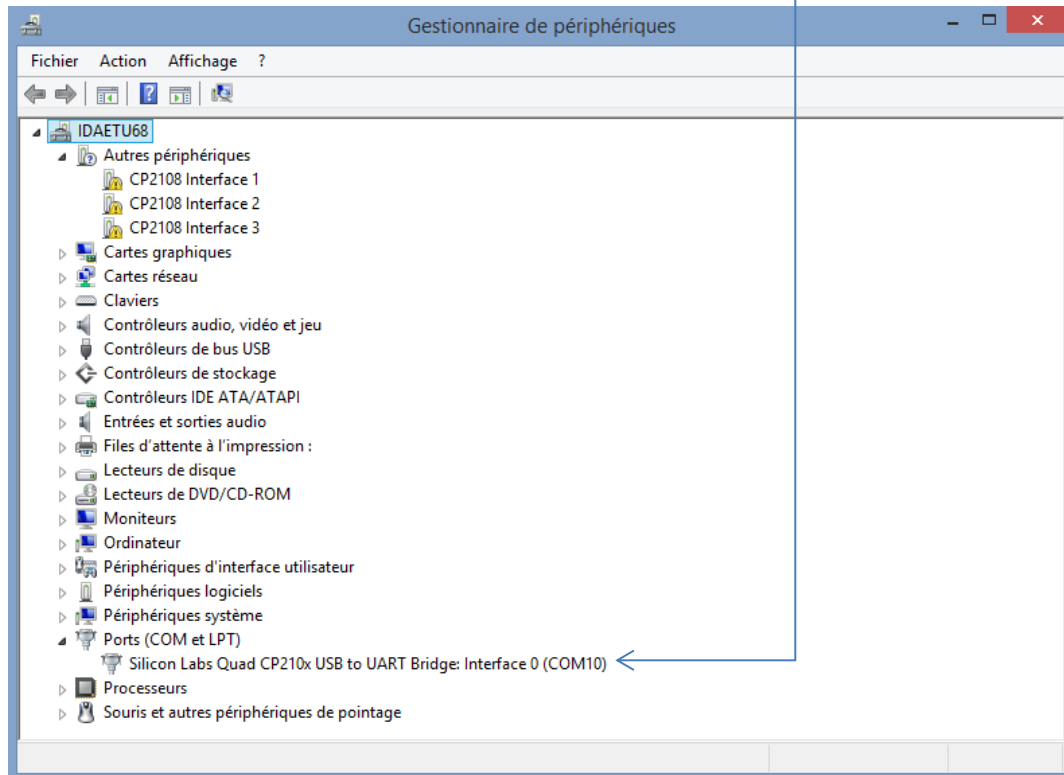 Gestionnaire de périphériques
Fichier Action Affichage ?
IDAETU68
Autres périphériques
CP2108 Interface 1
CP2108 Interface 2
CP2108 Interface 3
Cartes graphiques
Cartes réseau
Claviers
Contrôleurs audio, vidéo et jeu
Contrôleurs de bus USB
Contrôleurs de stockage
Contrôleurs IDE ATA/ATAPI
Entrées et sorties audio
Files d'attente à l'impression :
Lecteurs de disque
Lecteurs de DVD/CD-ROM
Moniteurs
Ordinateur
Périphériques d'interface utilisateur
Périphériques logiciels
Périphériques système
Ports (COM et LPT)
Silicon Labs Quad CP210x USB to UART Bridge: Interface 0 (COM10)
Processeurs
Souris et autres périphériques de pointage